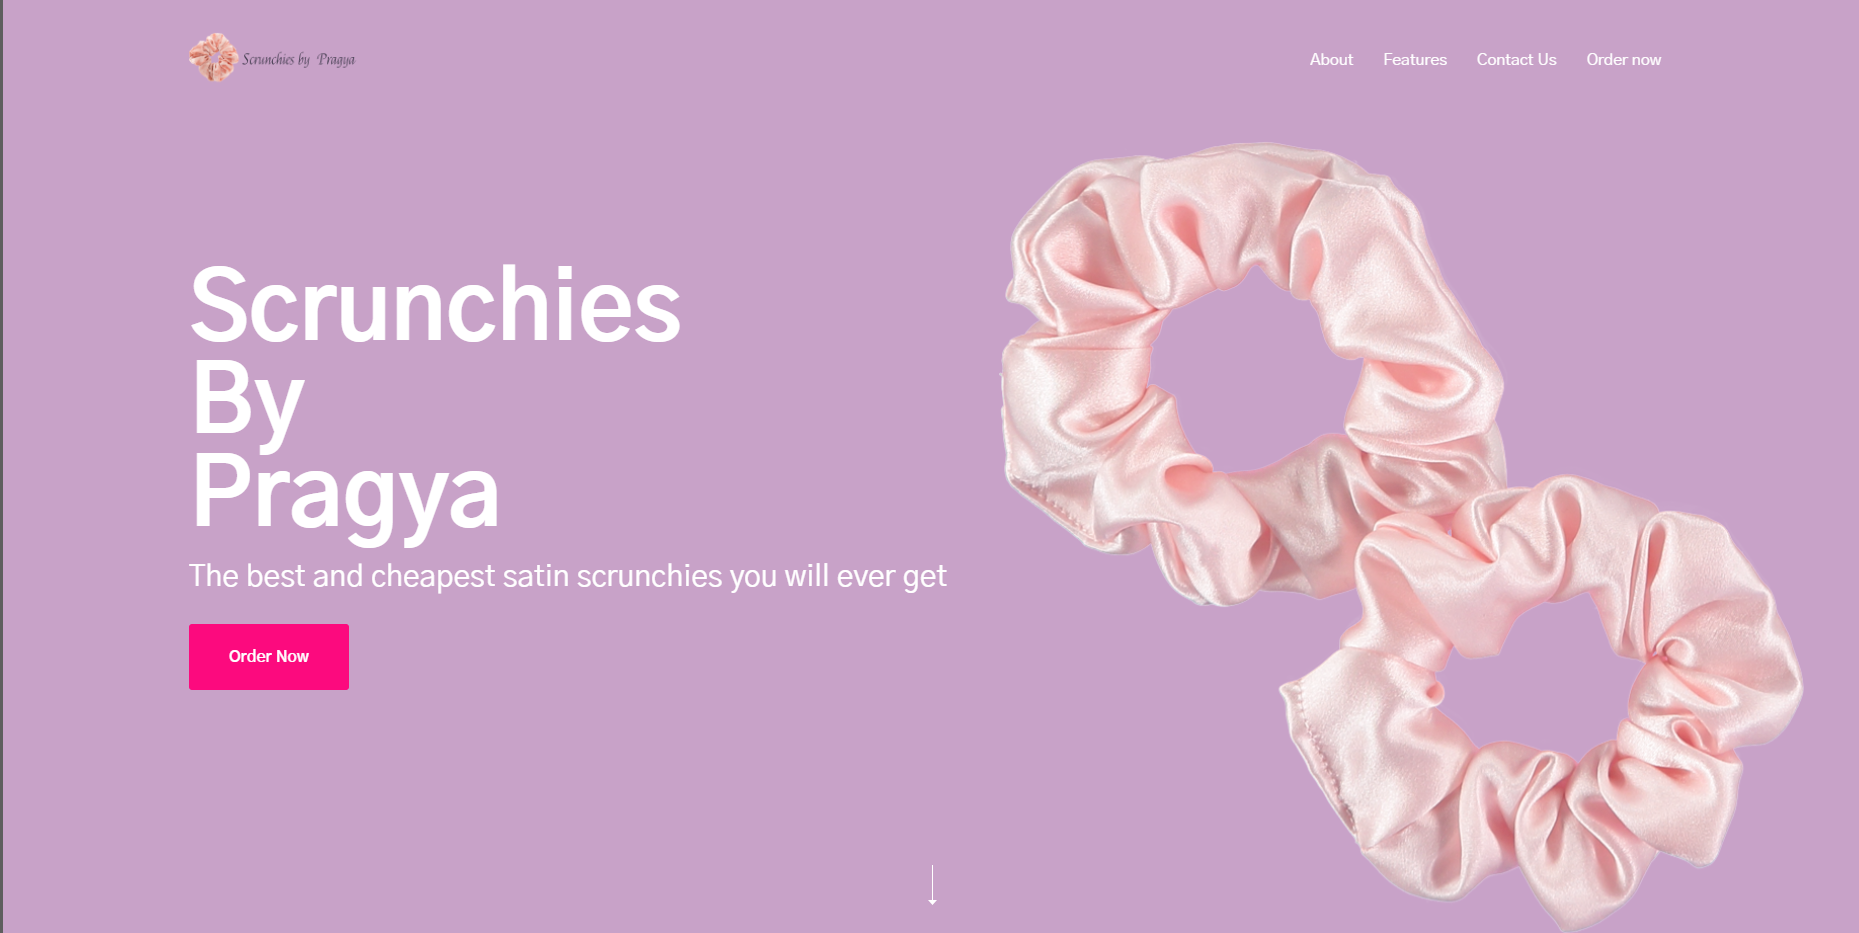 Scrunchies by Pragya
About Features Contact Us Order now
Scrunchies
By
Pragya
The best and cheapest satin scrunchies you will ever get
Order Now